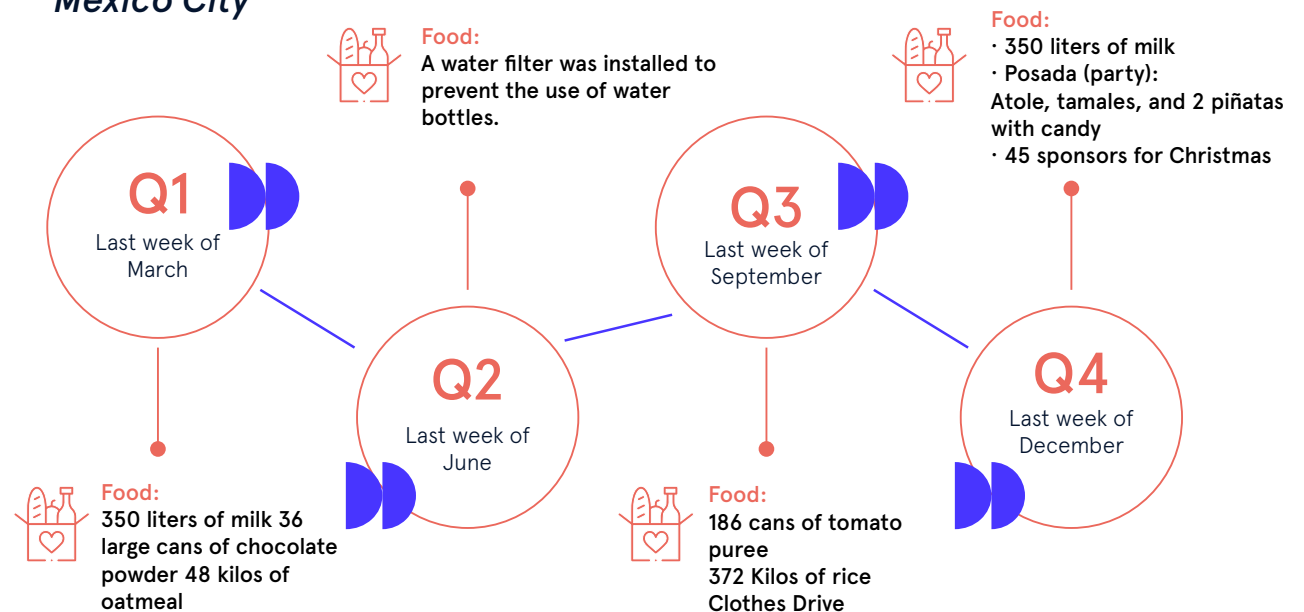 Mexico City
Food:
A water filter was installed to
prevent the use of water
bottles.
Food:
· 350 liters of milk
· Posada (party):
Atole, tamales, and 2 piñatas
with candy
· 45 sponsors for Christmas
Q1
Last week of
March
Q2
Last week of
June
Q3
Last week of
September
Q4
Last week of
December
Food:
350 liters of milk 36
large cans of chocolate
powder 48 kilos of
oatmeal
Food:
186 cans of tomato
puree
372 Kilos of rice
Clothes Drive